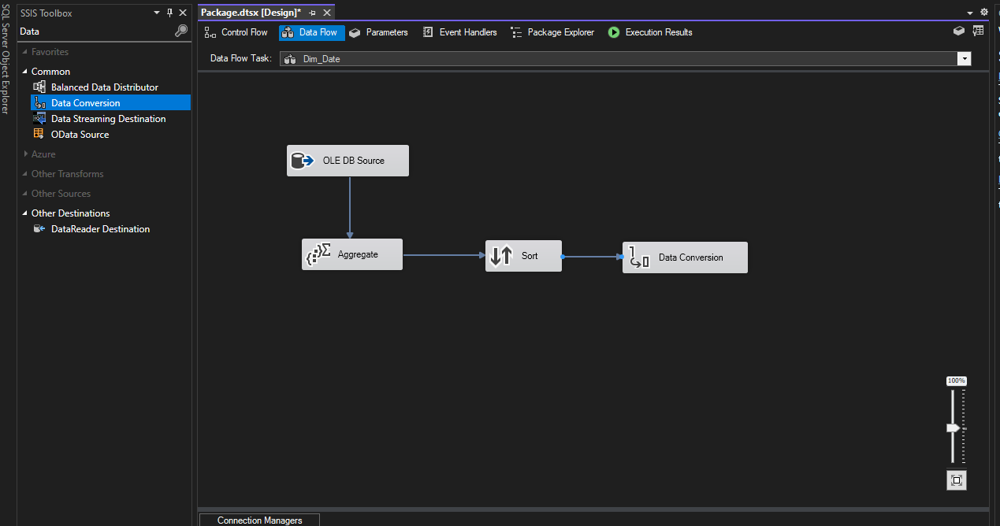 SQL Server Object Explorer
SSIS Toolbox
Data
Favorites
Common
Balanced Data Distributor
Data Conversion
Data Streaming Destination
OData Source
Azure
Other Transforms
Other Sources
Other Destinations
DataReader Destination
Package.dtsx [Design]*
Control Flow
Data Flow
Parameters
Event Handlers
Package Explorer
Execution Results
Data Flow Task:
Dim_Date
OLE DB Source
Aggregate
Sort
Data Conversion
100%
Connection Managers